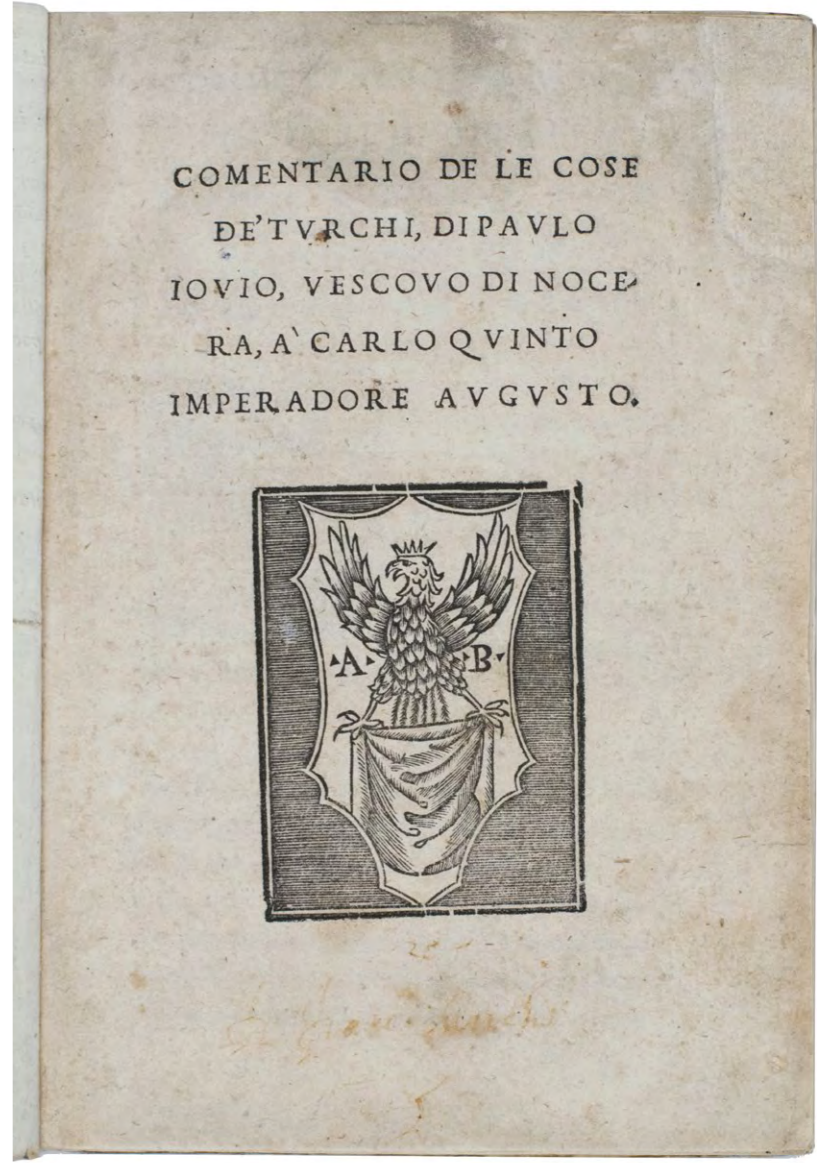 COMENTARIO DE LE COSE
DE'TVRCHI, DI PAVLO
IOVIO, VESCOVO DI NOCE-
RA, A` CARLO QVINTO
IMPERADORE AVGVSTO.
A B